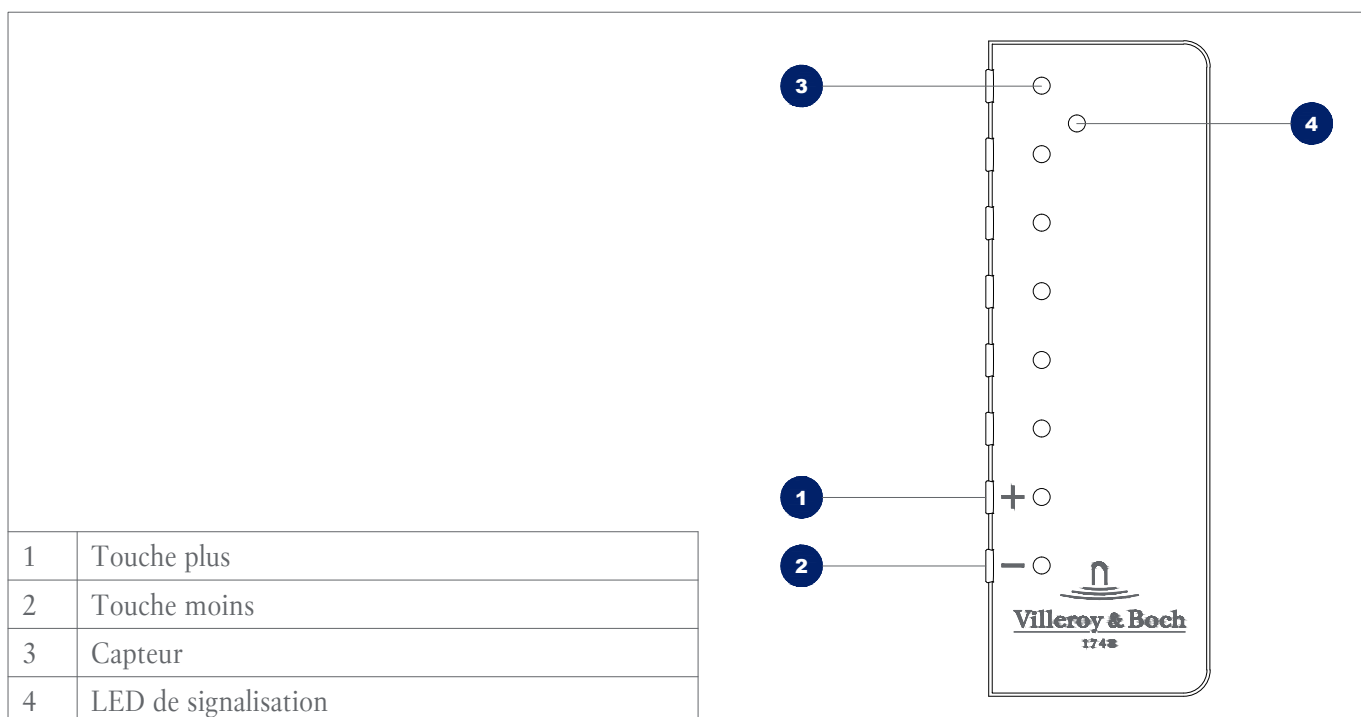 3
4
1
+
2
−
Villeroy & Boch
1748
1 Touche plus
2 Touche moins
3 Capteur
4 LED de signalisation